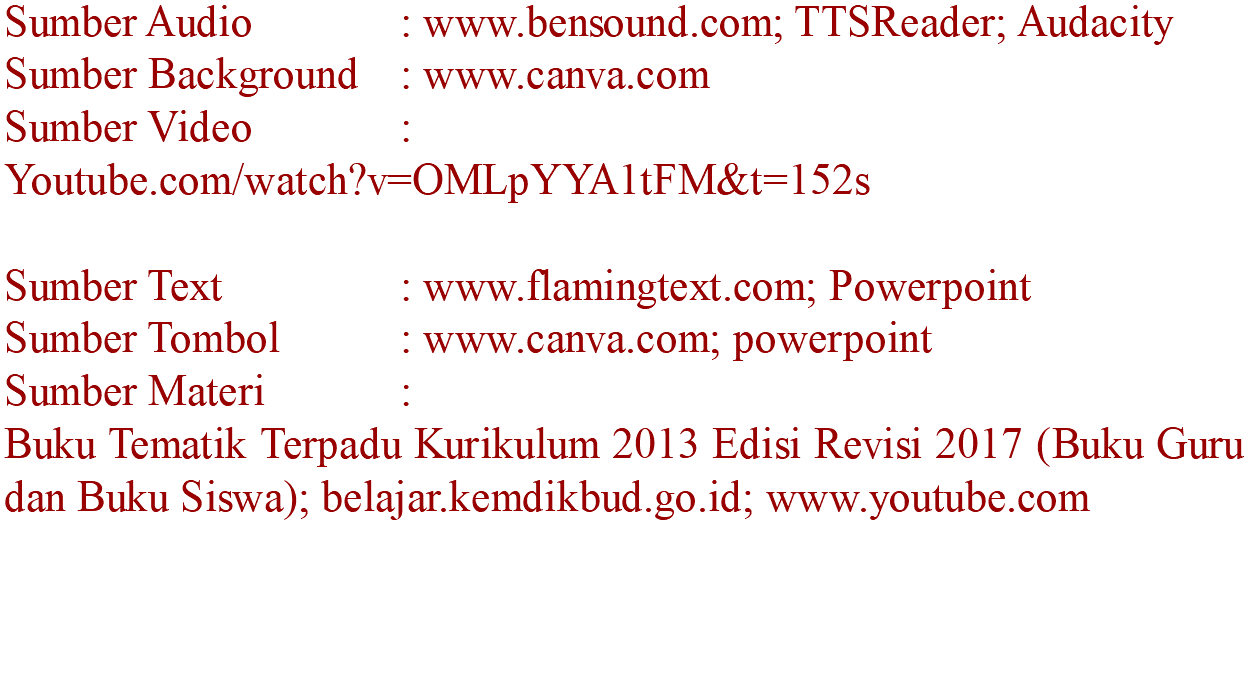 Sumber Audio : www.bensound.com; TTSReader; Audacity
Sumber Background : www.canva.com
Sumber Video :
Youtube.com/watch?v=OMLpYYA1tFM&t=152s
Sumber Text : www.flamingtext.com; Powerpoint
Sumber Tombol : www.canva.com; powerpoint
Sumber Materi :
Buku Tematik Terpadu Kurikulum 2013 Edisi Revisi 2017 (Buku Guru
dan Buku Siswa); belajar.kemdikbud.go.id; www.youtube.com